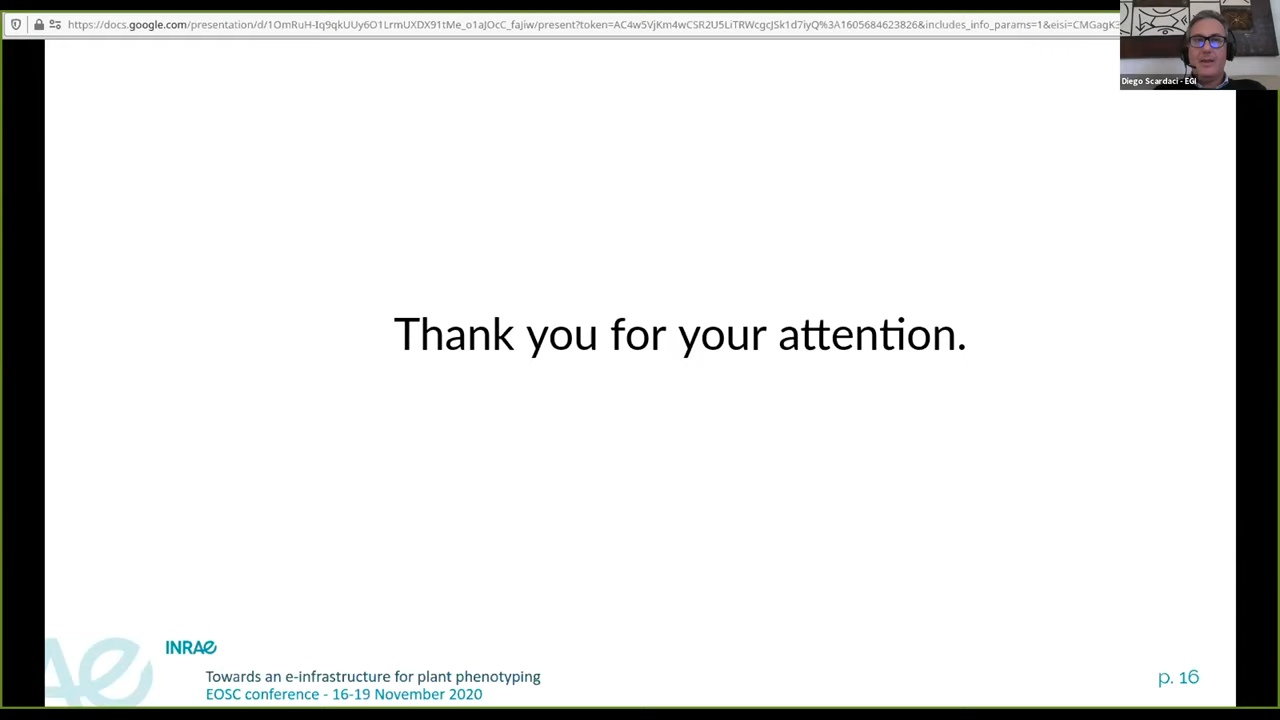 https://docs.google.com/presentation/d/1OmRuH-Iq9qkUUy6O1LrmUXDX91tMe_o1aJOcC_faJiw/present?token=AC4w5VjKm4wCSR2U5LiTRWcgcJSk1d7iyQ%3A1605684623826&includes_info_params=1&eisi=CMGagK
Diego Scardaci - EGI
Thank you for your attention.
INRAE
Towards an e-infrastructure for plant phenotyping
EOSC conference - 16-19 November 2020
p. 16